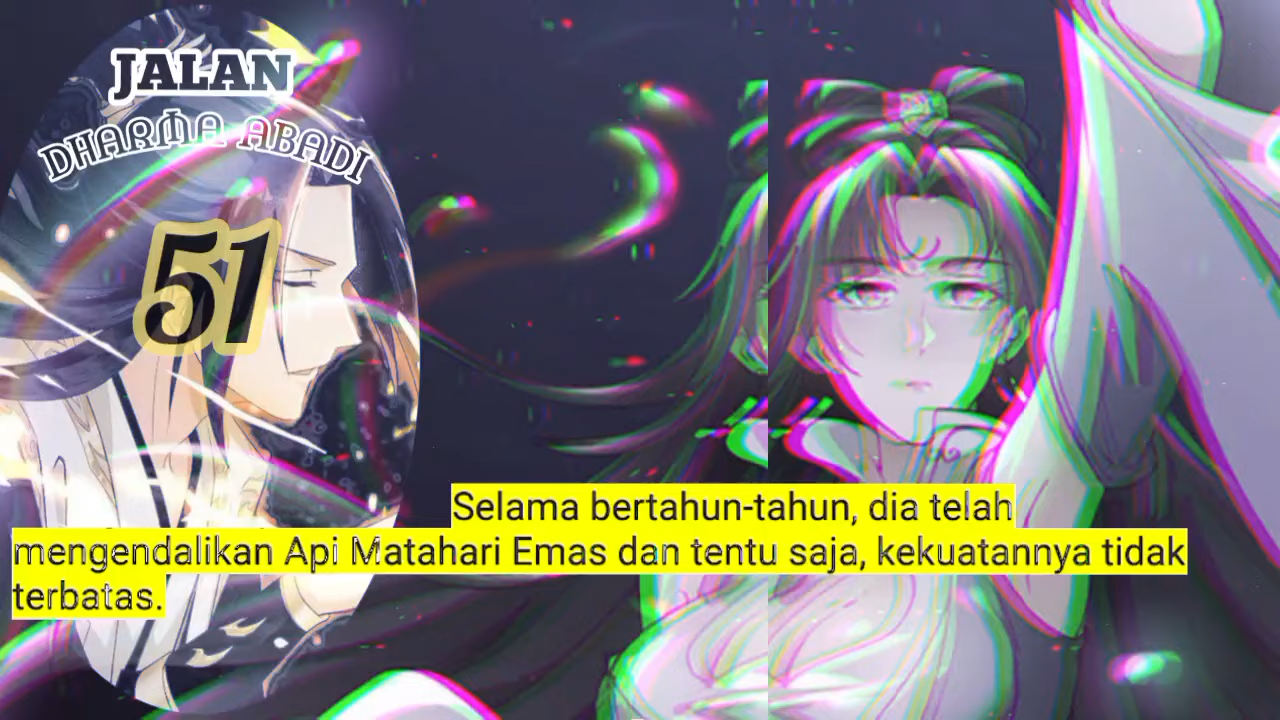 JALAN
DHARMA ABADI
51
Selama bertahun-tahun, dia telah
mengendalikan Api Matahari Emas dan tentu saja, kekuatannya tidak
terbatas.